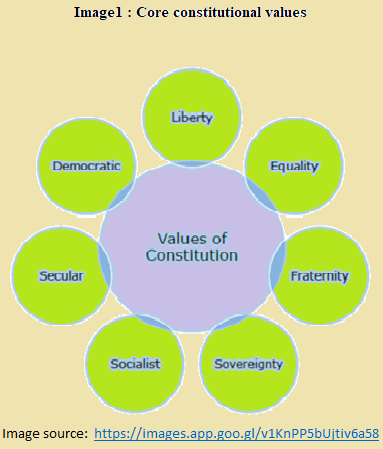 Image1 : Core constitutional values
Liberty
Democratic
Equality
Values of
Constitution
Secular
Fraternity
Socialist
Sovereignty
Image source: https://images.app.goo.gl/v1KnPP5bUjtiv6a58